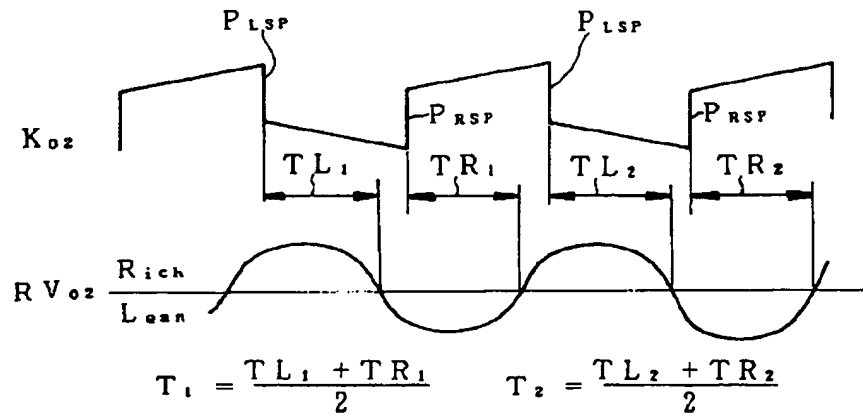 P LSP P LSP
K O2 P RSP P RSP
T L 1 T R 1 T L 2 T R 2
Rich
R V O2
Lean
T 1 = (T L 1 + T R 1) / 2 T 2 = (T L 2 + T R 2) / 2